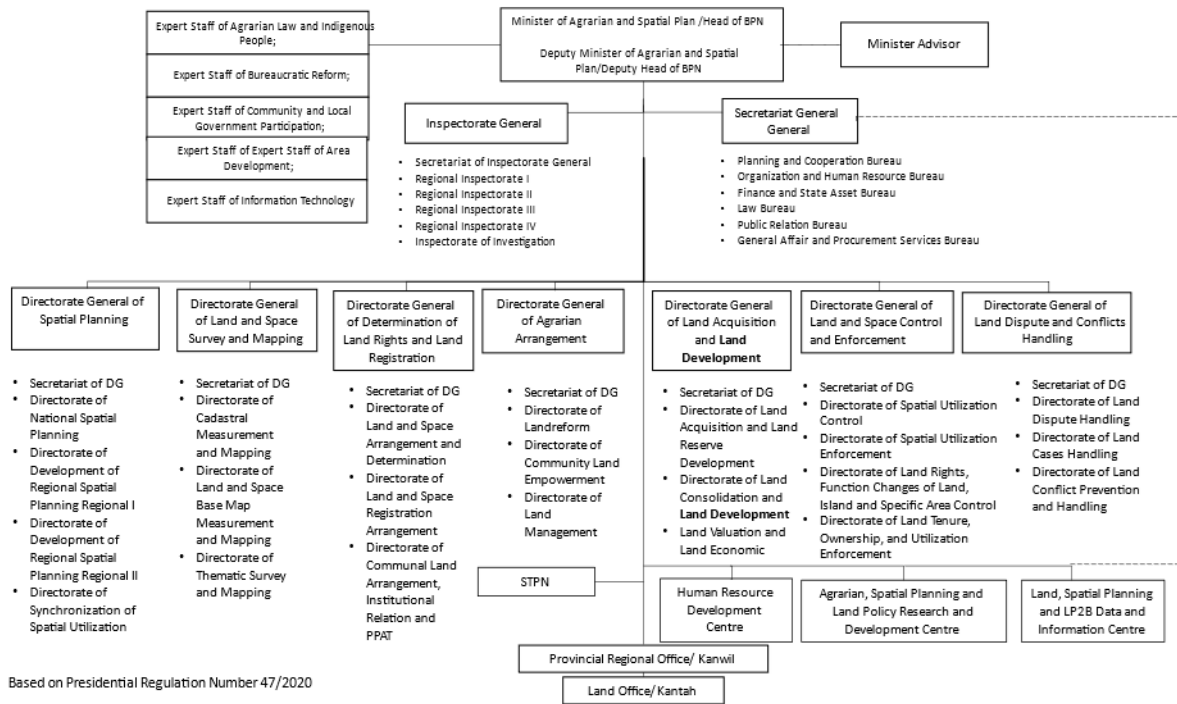 Expert Staff of Agrarian Law and Indigenous
People;
Expert Staff of Bureaucratic Reform;
Expert Staff of Community and Local
Government Participation;
Expert Staff of Expert Staff of Area
Development;
Expert Staff of Information Technology
Minister of Agrarian and Spatial Plan /Head of BPN
Deputy Minister of Agrarian and Spatial
Plan/Deputy Head of BPN
Minister Advisor
Inspectorate General
• Secretariat of Inspectorate General
• Regional Inspectorate I
• Regional Inspectorate II
• Regional Inspectorate III
• Regional Inspectorate IV
• Inspectorate of Investigation
Secretariat General
General
• Planning and Cooperation Bureau
• Organization and Human Resource Bureau
• Finance and State Asset Bureau
• Law Bureau
• Public Relation Bureau
• General Affair and Procurement Services Bureau
Directorate General of
Spatial Planning
• Secretariat of DG
• Directorate of
National Spatial
Planning
• Directorate of
Development of
Regional Spatial
Planning Regional I
• Directorate of
Development of
Regional Spatial
Planning Regional II
• Directorate of
Synchronization of
Spatial Utilization
Directorate General
of Land and Space
Survey and Mapping
• Secretariat of DG
• Directorate of
Cadastral
Measurement
and Mapping
• Directorate of
Land and Space
Base Map
Measurement
and Mapping
• Directorate of
Thematic Survey
and Mapping
Directorate General
of Determination of
Land Rights and Land
Registration
• Secretariat of DG
• Directorate of
Land and Space
Arrangement and
Determination
• Directorate of
Land and Space
Registration
Arrangement
• Directorate of
Communal Land
Arrangement,
Institutional
Relation and
PPAT
Directorate General
of Agrarian
Arrangement
• Secretariat of DG
• Directorate of
Landreform
• Directorate of
Community Land
Empowerment
• Directorate of
Land
Management
Directorate General
of Land Acquisition
and Land
Development
• Secretariat of DG
• Directorate of Land
Acquisition and Land
Reserve
Development
• Directorate of Land
Consolidation and
Land Development
• Land Valuation and
Land Economic
Directorate General of
Land and Space Control
and Enforcement
• Secretariat of DG
• Directorate of Spatial Utilization
Control
• Directorate of Spatial Utilization
Enforcement
• Directorate of Land Rights,
Function Changes of Land,
Island and Specific Area Control
• Directorate of Land Tenure,
Ownership, and Utilization
Enforcement
Directorate General of
Land Dispute and Conflicts
Handling
• Secretariat of DG
• Directorate of Land
Dispute Handling
• Directorate of Land
Cases Handling
• Directorate of Land
Conflict Prevention
and Handling
STPN
Human Resource
Development
Centre
Agrarian, Spatial Planning and
Land Policy Research and
Development Centre
Land, Spatial Planning
and LP2B Data and
Information Centre
Provincial Regional Office/ Kanwil
Land Office/ Kantah
Based on Presidential Regulation Number 47/2020